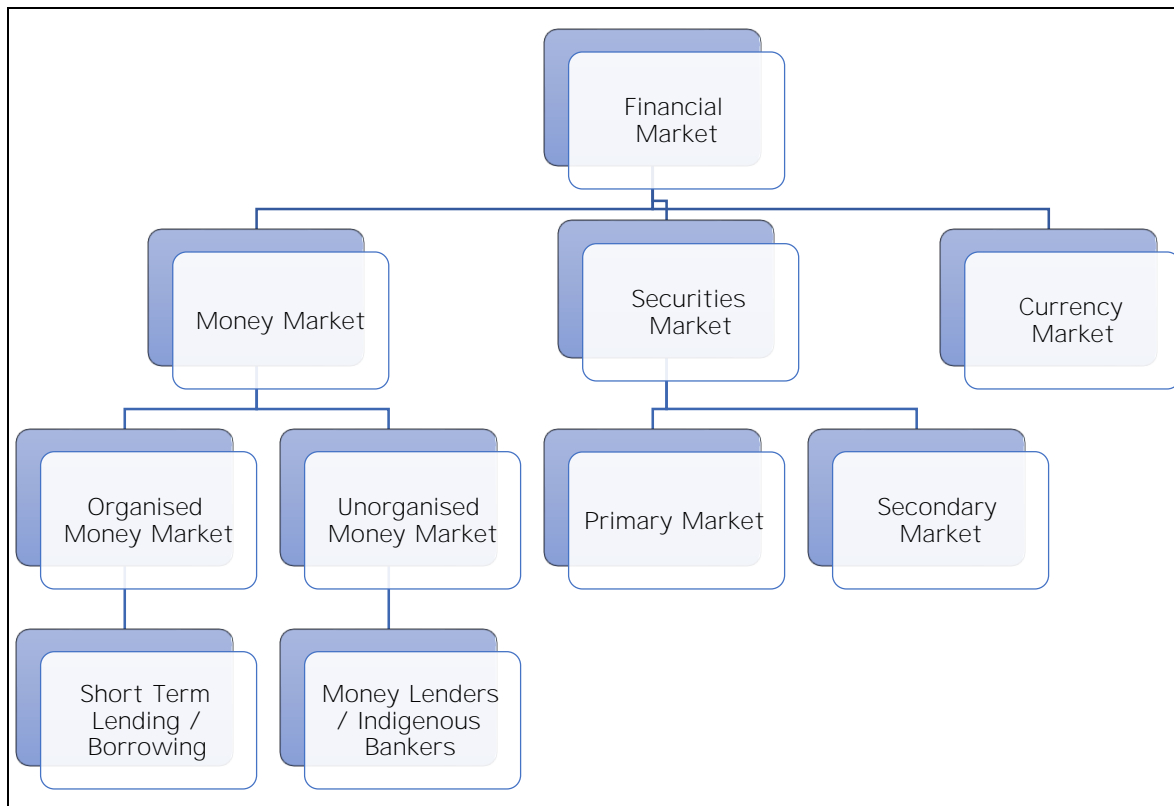 Financial
Market
Money Market
Securities
Market
Currency
Market
Organised
Money Market
Unorganised
Money Market
Primary Market
Secondary
Market
Short Term
Lending /
Borrowing
Money Lenders
/ Indigenous
Bankers